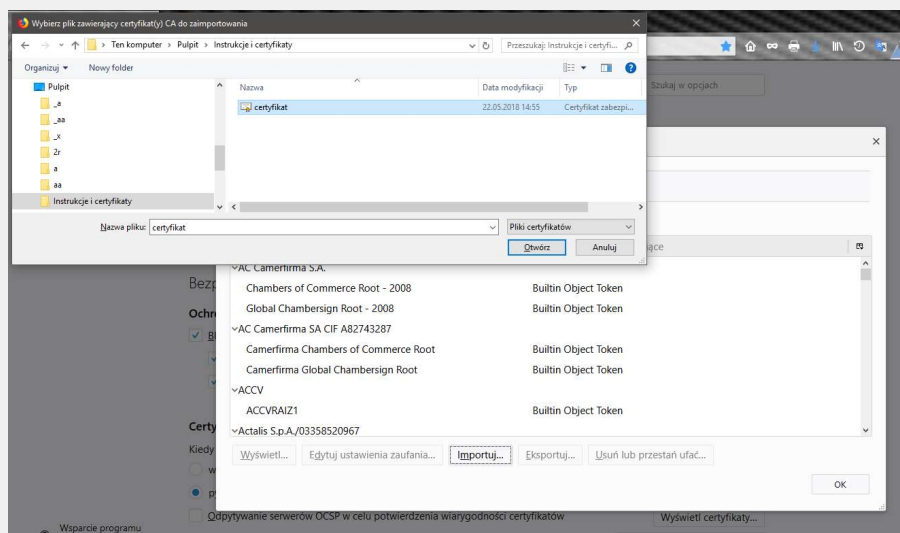 Wybierz plik zawierający certyfikat(y) CA do zaimportowania
Ten komputer > Pulpit > Instrukcje i certyfikaty
Przeszukaj: Instrukcje i certyfi...
Organizuj
Nowy folder
Szukaj w opcjach
Pulpit
_a
_aa
_x
2r
a
aa
Instrukcje i certyfikaty
Nazwa
Data modyfikacji
Typ
certyfikat
22.05.2018 14:55
Certyfikat zabezpi...
Nazwa pliku:
certyfikat
Pliki certyfikatów
Otwórz
Anuluj
AC Camerfirma S.A.
Chambers of Commerce Root - 2008
Builtin Object Token
Global Chambersign Root - 2008
Builtin Object Token
AC Camerfirma SA CIF A82743287
Camerfirma Chambers of Commerce Root
Builtin Object Token
Camerfirma Global Chambersign Root
Builtin Object Token
ACCV
ACCVRAIZ1
Builtin Object Token
Actalis S.p.A./03358520967
Wyświetl...
Edytuj ustawienia zaufania...
Importuj...
Eksportuj...
Usuń lub przestań ufać...
OK
Kiedy
Odpytywanie serwerów OCSP w celu potwierdzenia wiarygodności certyfikatów
Wyświetl certyfikaty...
Wsparcie programu